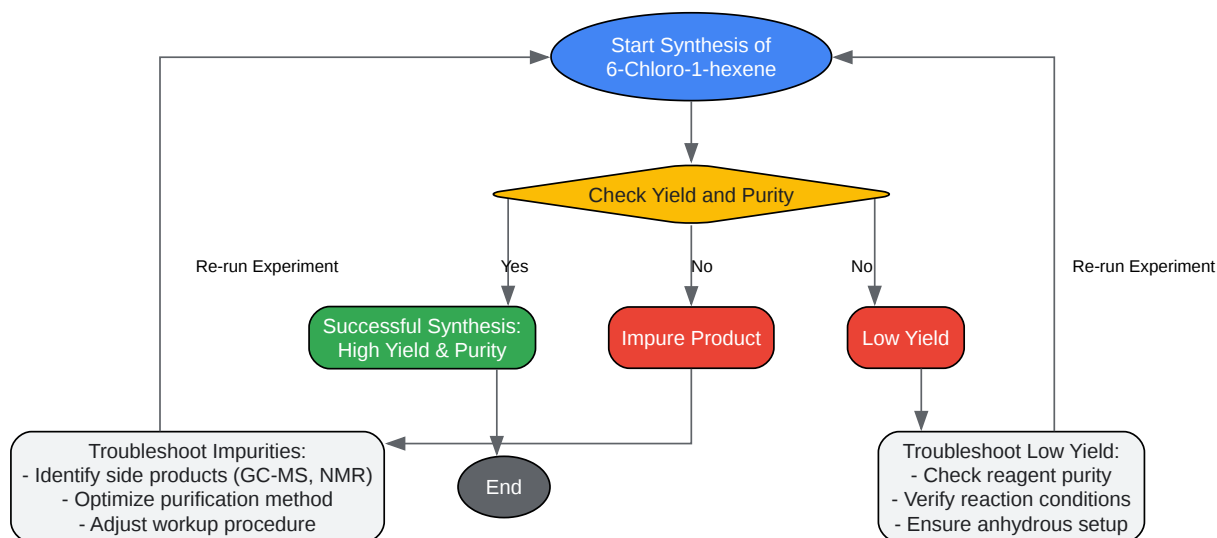 Start Synthesis of
6-Chloro-1-hexene
Check Yield and Purity
Re-run Experiment
Yes
No
No
Re-run Experiment
Successful Synthesis:
High Yield & Purity
Impure Product
Low Yield
Troubleshoot Impurities:
- Identify side products (GC-MS, NMR)
- Optimize purification method
- Adjust workup procedure
End
Troubleshoot Low Yield:
- Check reagent purity
- Verify reaction conditions
- Ensure anhydrous setup